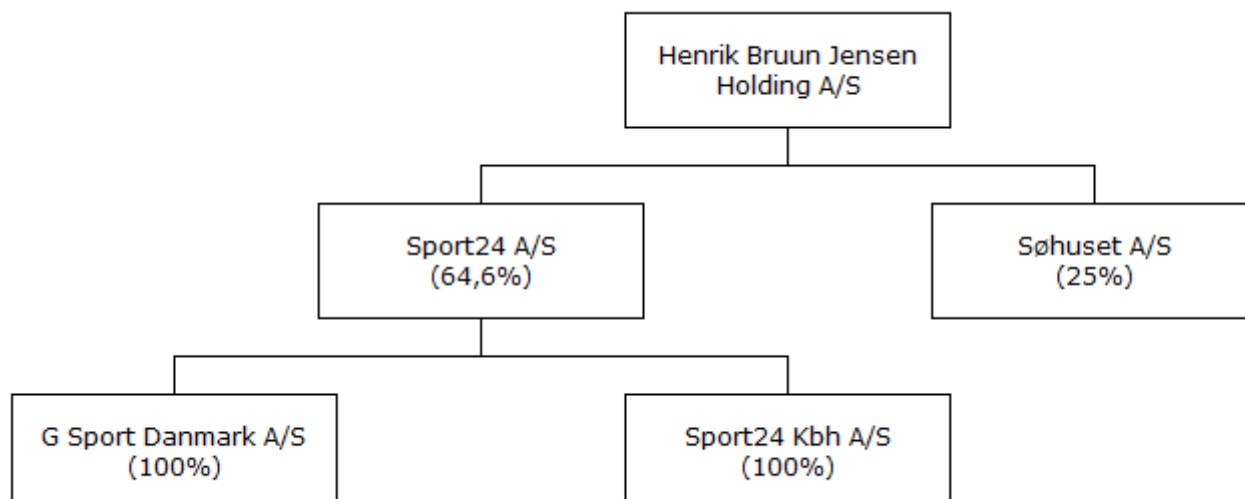 Henrik Bruun Jensen
Holding A/S
Sport24 A/S
(64,6%)
Søhuset A/S
(25%)
G Sport Danmark A/S
(100%)
Sport24 Kbh A/S
(100%)